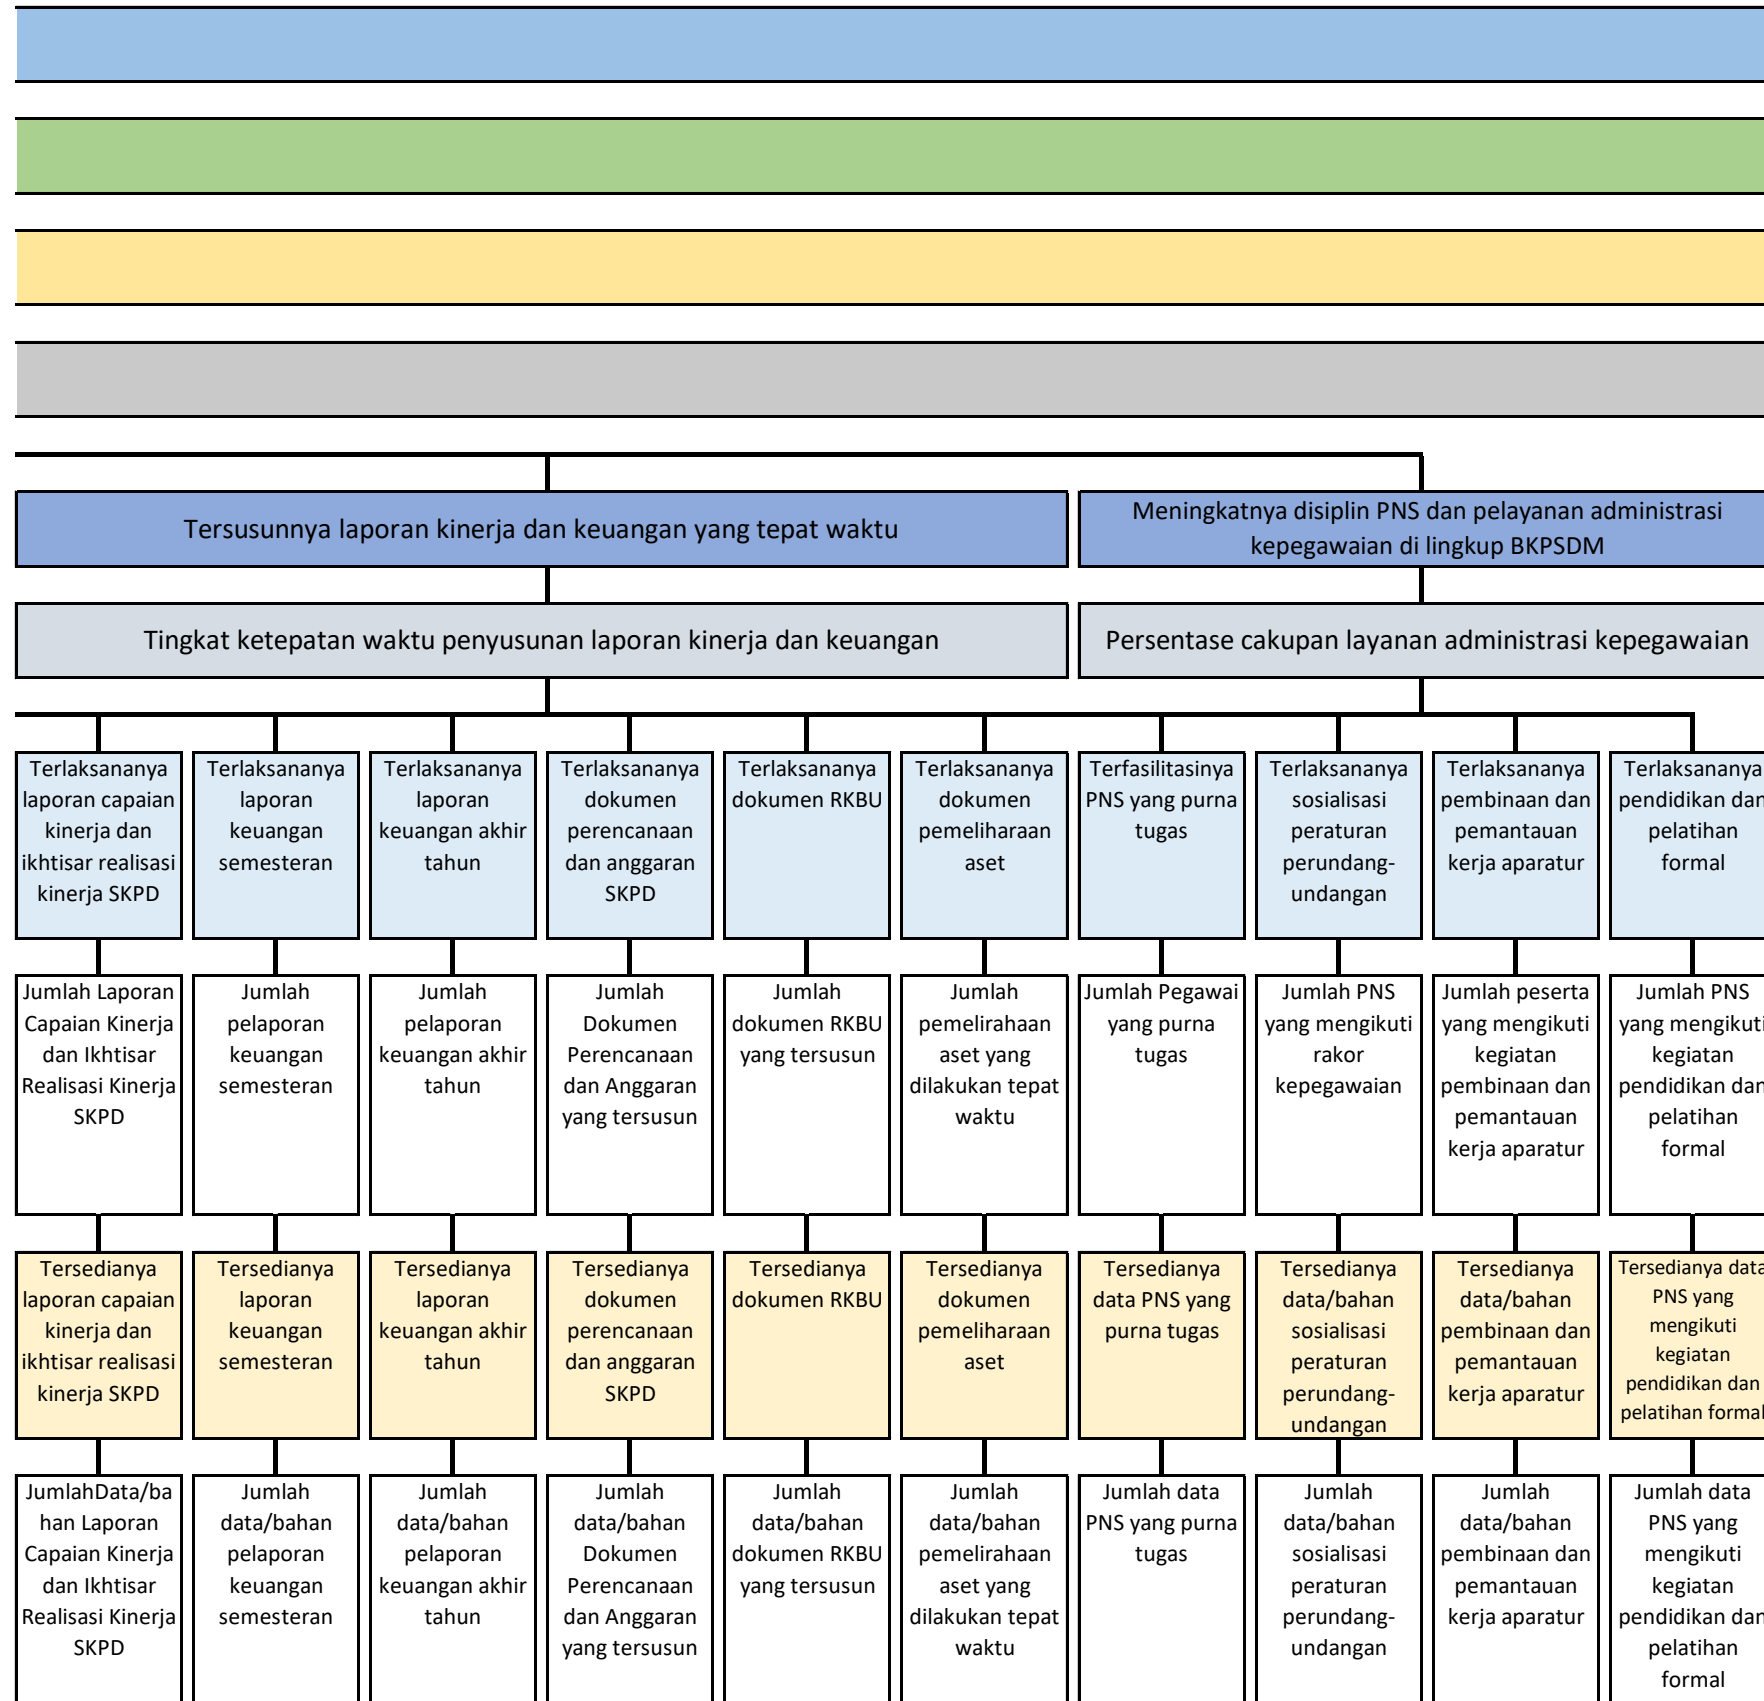 Tersusunnya laporan kinerja dan keuangan yang tepat waktu
Meningkatnya disiplin PNS dan pelayanan administrasi
kepegawaian di lingkup BKPSDM
Tingkat ketepatan waktu penyusunan laporan kinerja dan keuangan
Persentase cakupan layanan administrasi kepegawaian
Terlaksananya
laporan capaian
kinerja dan
ikhtisar realisasi
kinerja SKPD
Terlaksananya
laporan
keuangan
semesteran
Terlaksananya
laporan
keuangan akhir
tahun
Terlaksananya
dokumen
perencanaan
dan anggaran
SKPD
Terlaksananya
dokumen RKBU
Terlaksananya
dokumen
pemeliharaan
aset
Terfasilitasinya
PNS yang purna
tugas
Terlaksananya
sosialisasi
peraturan
perundang-
undangan
Terlaksananya
pembinaan dan
pemantauan
kerja aparatur
Terlaksananya
pendidikan dan
pelatihan
formal
Jumlah Laporan
Capaian Kinerja
dan Ikhtisar
Realisasi Kinerja
SKPD
Jumlah
pelaporan
keuangan
semesteran
Jumlah
pelaporan
keuangan akhir
tahun
Jumlah
Dokumen
Perencanaan
dan Anggaran
yang tersusun
Jumlah
dokumen RKBU
yang tersusun
Jumlah
pemelirahaan
aset yang
dilakukan tepat
waktu
Jumlah Pegawai
yang purna
tugas
Jumlah PNS
yang mengikuti
rakor
kepegawaian
Jumlah peserta
yang mengikuti
kegiatan
pembinaan dan
pemantauan
kerja aparatur
Jumlah PNS
yang mengikuti
kegiatan
pendidikan dan
pelatihan
formal
Tersedianya
laporan capaian
kinerja dan
ikhtisar realisasi
kinerja SKPD
Tersedianya
laporan
keuangan
semesteran
Tersedianya
laporan
keuangan akhir
tahun
Tersedianya
dokumen
perencanaan
dan anggaran
SKPD
Tersedianya
dokumen RKBU
Tersedianya
dokumen
pemeliharaan
aset
Tersedianya
data PNS yang
purna tugas
Tersedianya
data/bahan
sosialisasi
peraturan
perundang-
undangan
Tersedianya
data/bahan
pembinaan dan
pemantauan
kerja aparatur
Tersedianya data
PNS yang
mengikuti
kegiatan
pendidikan dan
pelatihan formal
JumlahData/ba
han Laporan
Capaian Kinerja
dan Ikhtisar
Realisasi Kinerja
SKPD
Jumlah
data/bahan
pelaporan
keuangan
semesteran
Jumlah
data/bahan
pelaporan
keuangan akhir
tahun
Jumlah
data/bahan
Dokumen
Perencanaan
dan Anggaran
yang tersusun
Jumlah
data/bahan
dokumen RKBU
yang tersusun
Jumlah
data/bahan
pemelirahaan
aset yang
dilakukan tepat
waktu
Jumlah data
PNS yang purna
tugas
Jumlah
data/bahan
sosialisasi
peraturan
perundang-
undangan
Jumlah
data/bahan
pembinaan dan
pemantauan
kerja aparatur
Jumlah data
PNS yang
mengikuti
kegiatan
pendidikan dan
pelatihan
formal